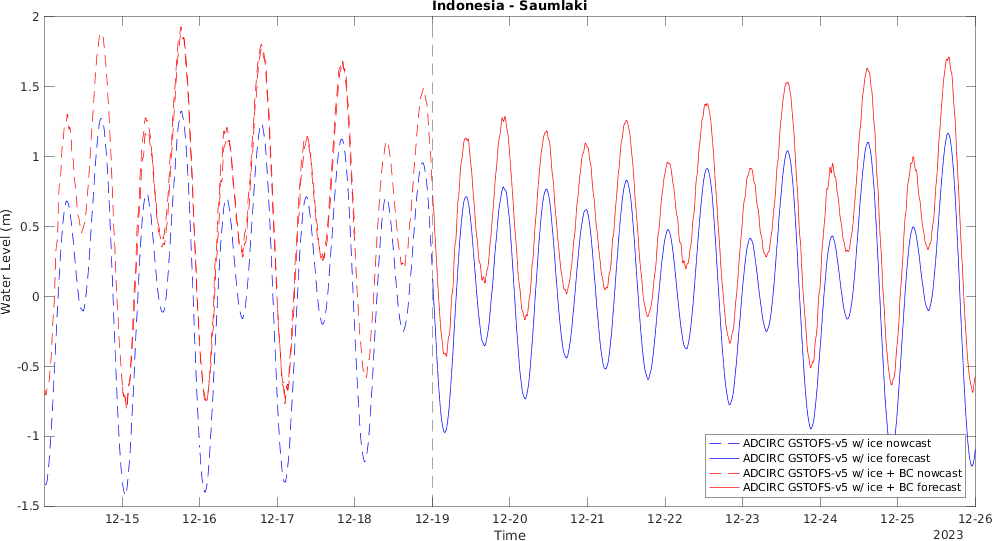 Indonesia - Saumlaki
Water Level (m)
2
1.5
1
0.5
0
-0.5
-1
-1.5
ADCIRC GSTOFS-v5 w/ ice nowcast
ADCIRC GSTOFS-v5 w/ ice forecast
ADCIRC GSTOFS-v5 w/ ice + BC nowcast
ADCIRC GSTOFS-v5 w/ ice + BC forecast
12-15 12-16 12-17 12-18 12-19 12-20 12-21 12-22 12-23 12-24 12-25 12-26
Time
2023